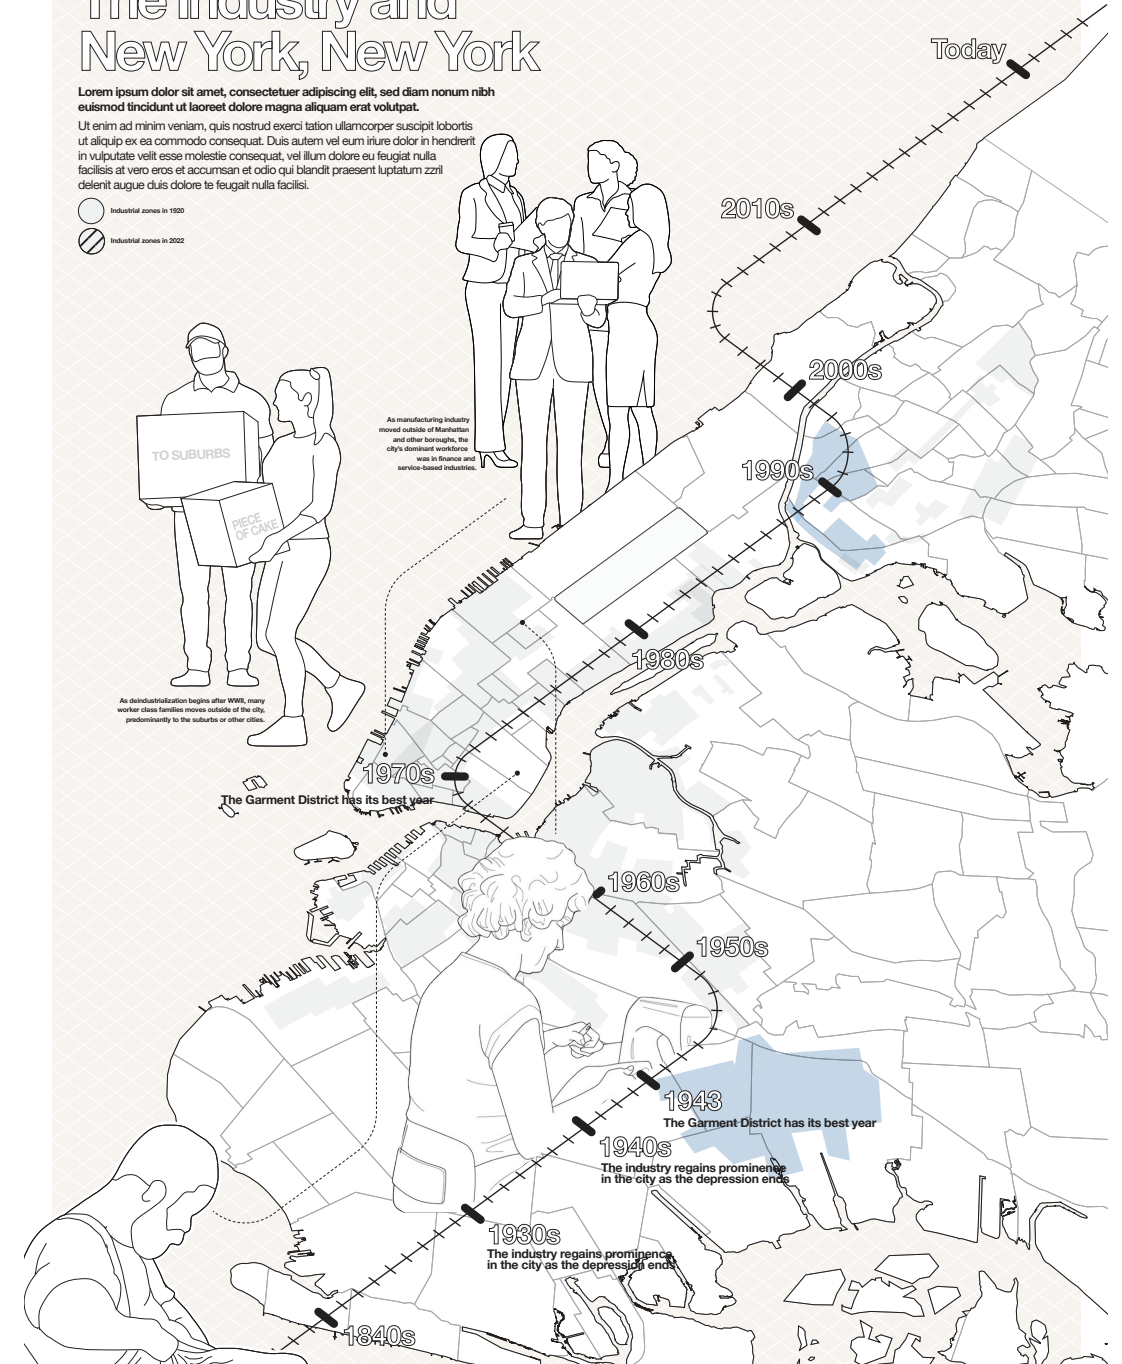 The Industry and
New York, New York
Lorem ipsum dolor sit amet, consectetuer adipiscing elit, sed diam nonum nibh
euismod tincidunt ut laoreet dolore magna aliquam erat volutpat.
Ut enim ad minim veniam, quis nostrud exerci tation ullamcorper suscipit lobortis
ut aliquip ex ea commodo consequat. Duis autem vel eum iriure dolor in hendrerit
in vulputate velit esse molestie consequat, vel illum dolore eu feugiat nulla
facilisis at vero eros et accumsan et odio qui blandit praesent luptatum zzril
delenit augue duis dolore te feugait nulla facilisi.
Industrial zones in 1920
Industrial zones in 2022
Today
2010s
2000s
1990s
As manufacturing industry
moved outside of Manhattan
and other boroughs, the
city's dominant workforce
was in finance and
service-based industries.
TO SUBURBS
PIECE
OF CAKE
1980s
As deindustrialization begins after WWII, many
worker class families moves outside of the city,
predominantly to the suburbs or other cities.
1970s
The Garment District has its best year
1960s
1950s
1943
The Garment District has its best year
1940s
The industry regains prominence
in the city as the depression ends
1930s
The industry regains prominence
in the city as the depression ends
1840s